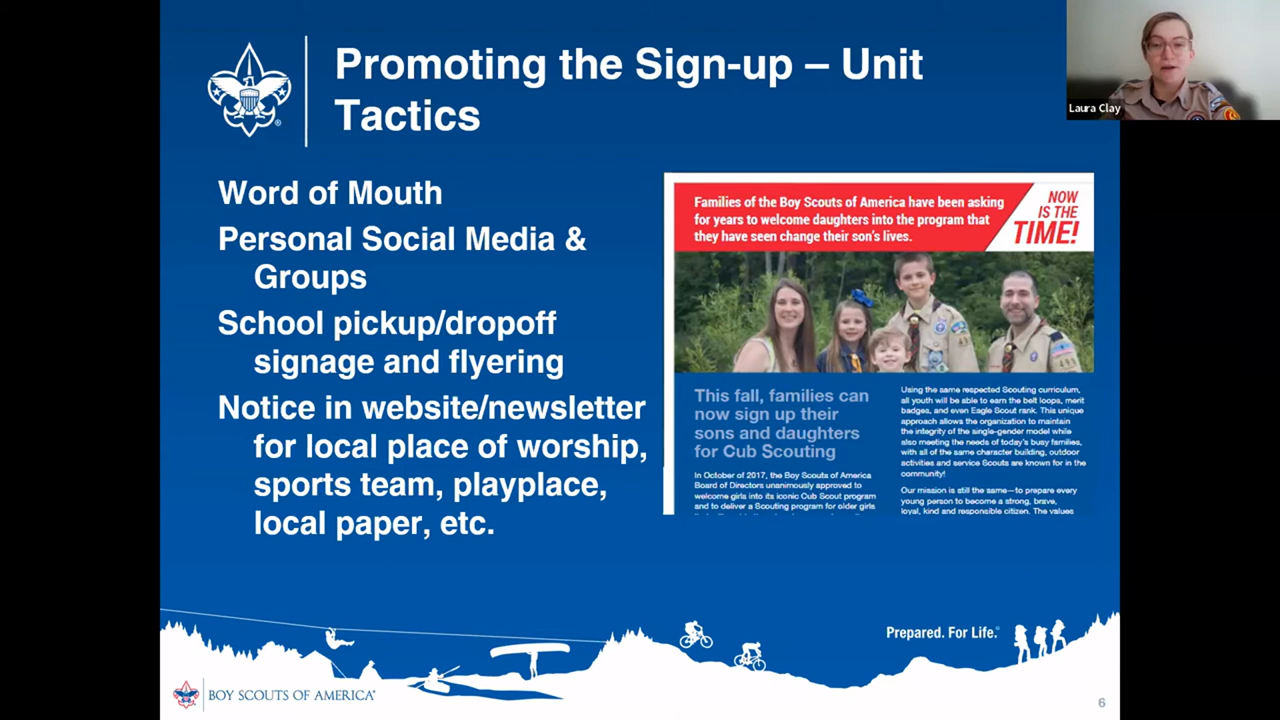 Promoting the Sign-up – Unit
Tactics
Laura Clay
Word of Mouth
Personal Social Media &
Groups
School pickup/dropoff
signage and flyering
Notice in website/newsletter
for local place of worship,
sports team, playplace,
local paper, etc.
Families of the Boy Scouts of America have been asking
for years to welcome daughters into the program that
they have seen change their son's lives.
NOW
IS THE
TIME!
This fall, families can
now sign up their
sons and daughters
for Cub Scouting
In October of 2017, the Boy Scouts of America
Board of Directors unanimously approved to
welcome girls into its iconic Cub Scout program
and to deliver a Scouting program for older girls
Using the same respected Scouting curriculum,
all youth will be able to earn the belt loops, merit
badges, and even Eagle Scout rank. This unique
approach allows the organization to maintain
the integrity of the single-gender model while
also meeting the needs of today's busy families,
with all of the same character building, outdoor
activities and service Scouts are known for in the
community!
Our mission is still the same—to prepare every
young person to become a strong, brave,
loyal, kind and responsible citizen. The values
Prepared. For Life.®
BOY SCOUTS OF AMERICA®
6